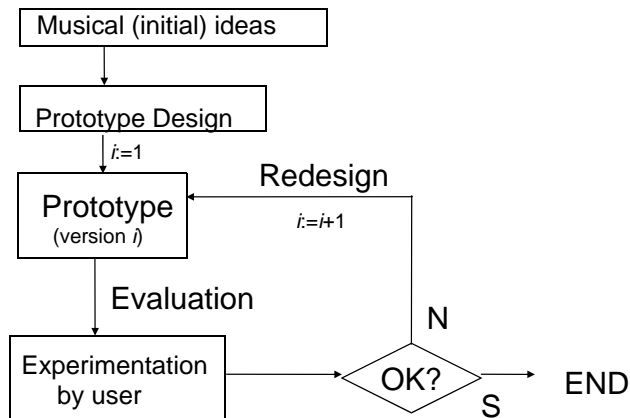 Musical (initial) ideas
Prototype Design
i:=1
Redesign
Prototype
(version i)
i:=i+1
Evaluation
N
Experimentation
by user
OK?
END
S